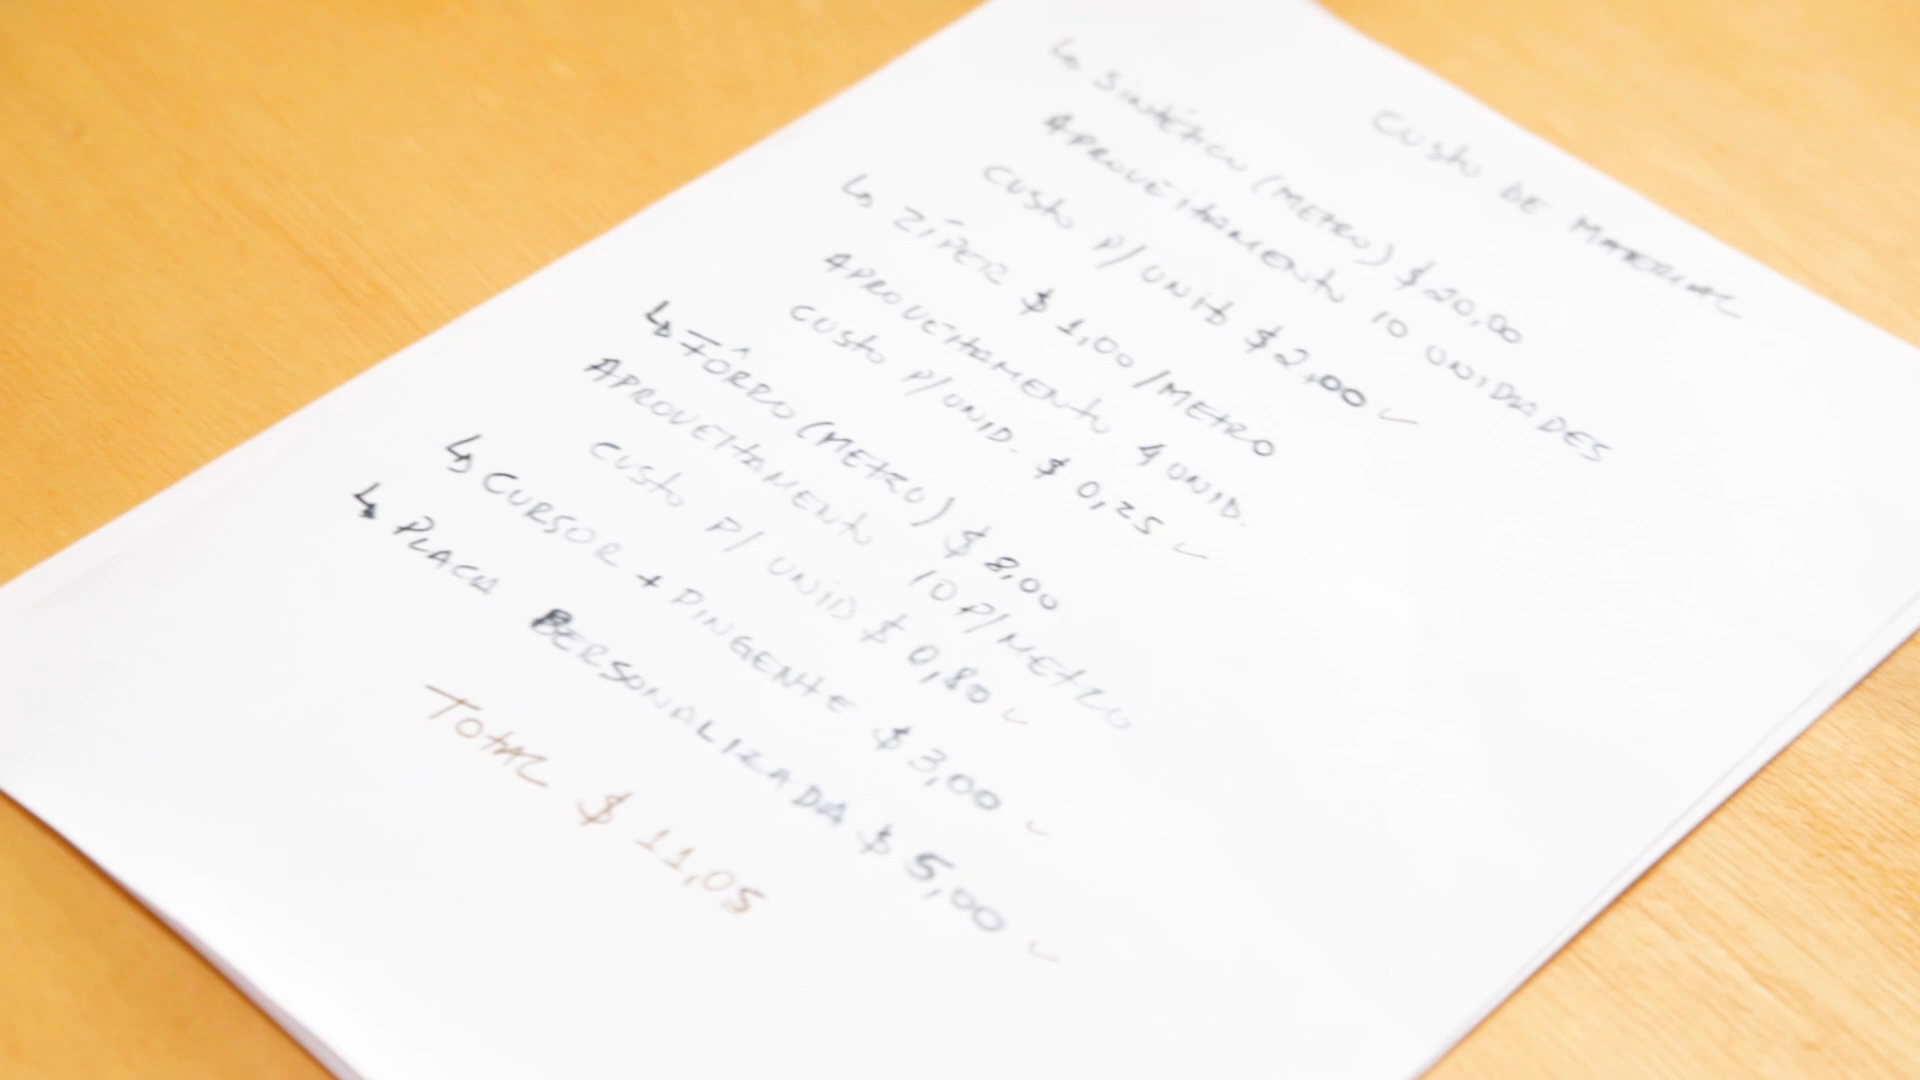 Custo DE MATERIAL
↳ Sintético (METRO) $20,00
APROVEITAMENTO 10 UNIDADES
Custo P/ UNID $2,00 ✓
↳ ZÍPER $ 1,00/METRO
APROVEITAMENTO 4 UNID.
Custo P/UNID. $ 0,25 ✓
↳ FÔRRO (METRO) $ 8,00
APROVEITAMENTO 10 P/METRO
Custo P/ UNID $ 0,80 ✓
↳ CURSOR + PINGENTE $ 3,00 ✓
↳ PLACA PERSONALIZADA $ 5,00 ✓
TOTAL $ 11,05